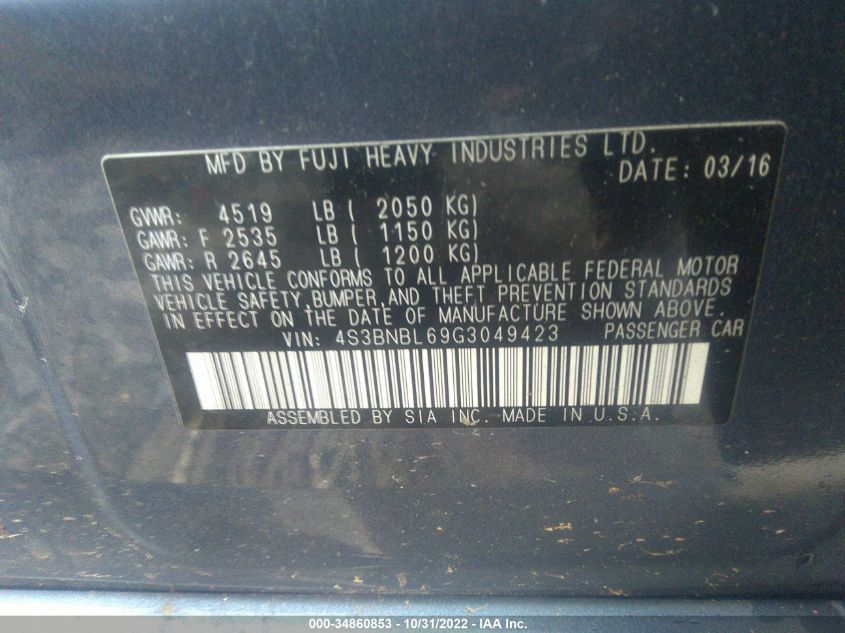 MFD BY FUJI HEAVY INDUSTRIES LTD.
DATE: 03/16
GVWR: 4519 LB ( 2050 KG)
GAWR: F 2535 LB ( 1150 KG)
GAWR: R 2645 LB ( 1200 KG)
THIS VEHICLE CONFORMS TO ALL APPLICABLE FEDERAL MOTOR
VEHICLE SAFETY, BUMPER, AND THEFT PREVENTION STANDARDS
IN EFFECT ON THE DATE OF MANUFACTURE SHOWN ABOVE.
VIN: 4S3BNBL69G3049423 PASSENGER CAR
ASSEMBLED BY SIA INC. MADE IN U.S.A.
000-34860853 - 10/31/2022 - IAA Inc.